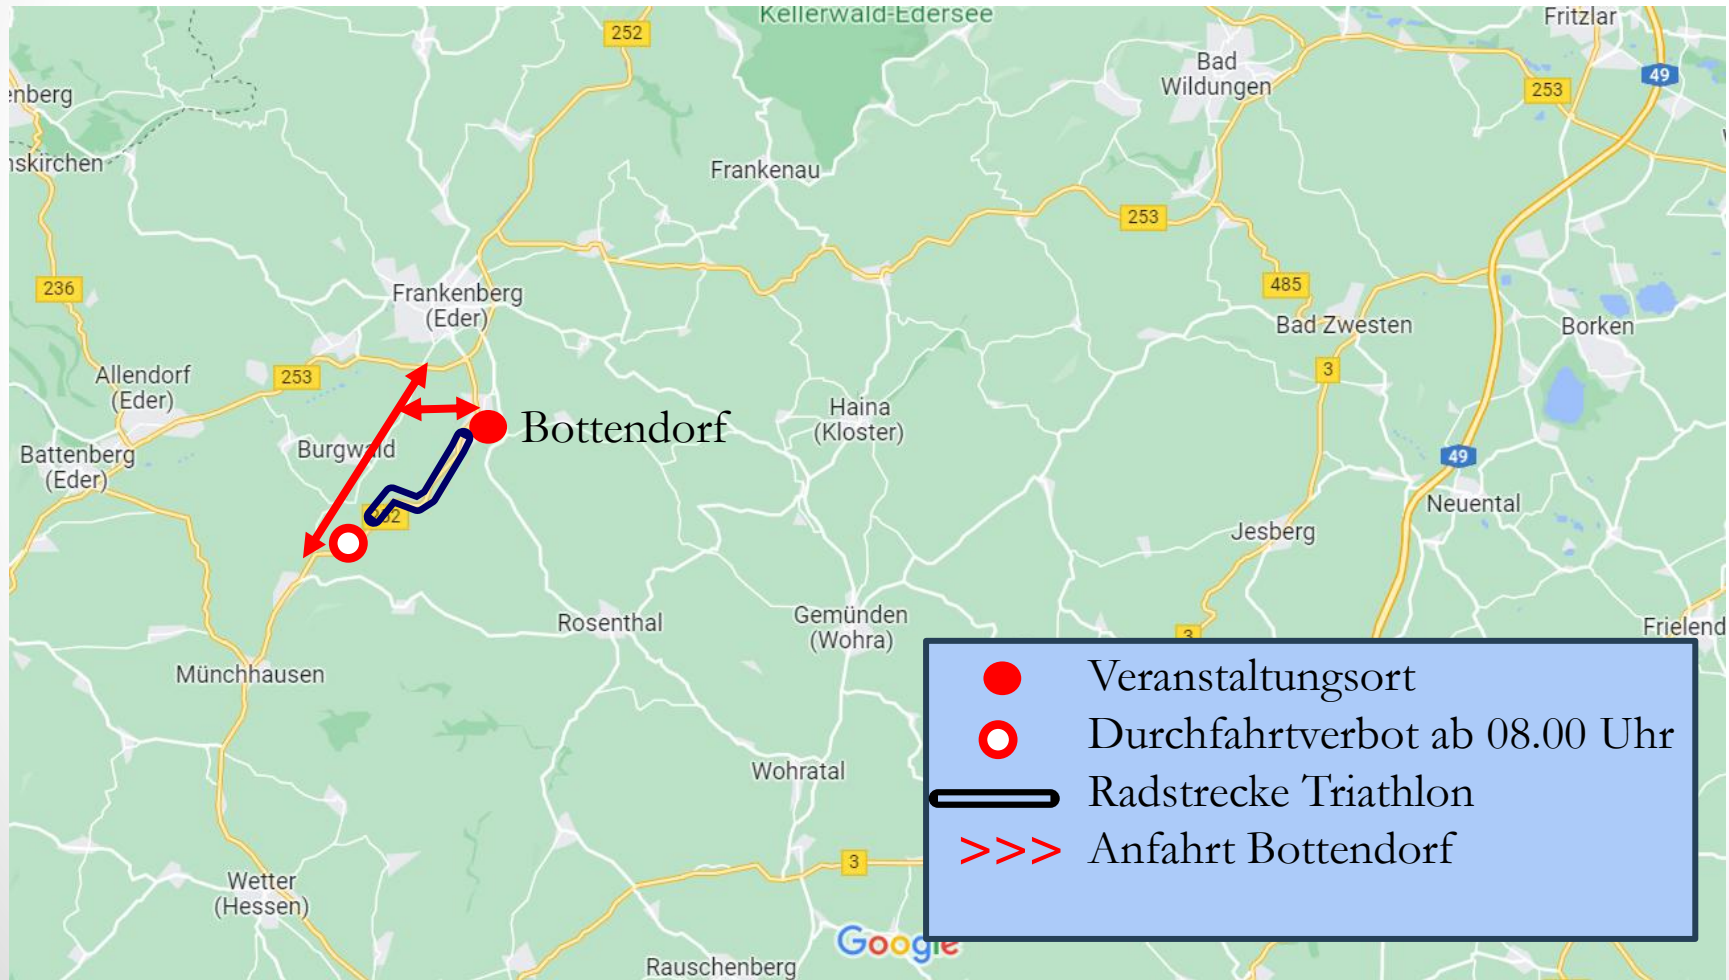 Kellerwald-Edersee
Fritzlar
252
Bad
Wildungen
49
253
enberg
nskirchen
Frankenau
253
236
Frankenberg
(Eder)
485
Bad Zwesten
Borken
Allendorf
(Eder)
253
3
Haina
(Kloster)
Bottendorf
Burgwald
Battenberg
(Eder)
49
Neuental
Jesberg
Rosenthal
Gemünden
(Wohra)
3
Frielend
Münchhausen
Veranstaltungsort
Durchfahrtverbot ab 08.00 Uhr
Radstrecke Triathlon
>>> Anfahrt Bottendorf
Wohratal
3
Wetter
(Hessen)
Google
Rauschenberg